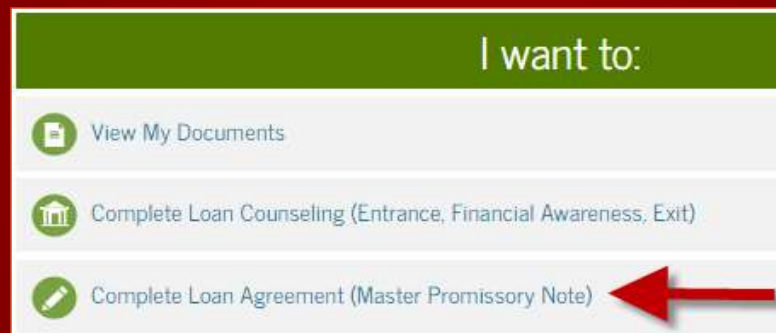 I want to:
View My Documents
Complete Loan Counseling (Entrance, Financial Awareness, Exit)
Complete Loan Agreement (Master Promissory Note)